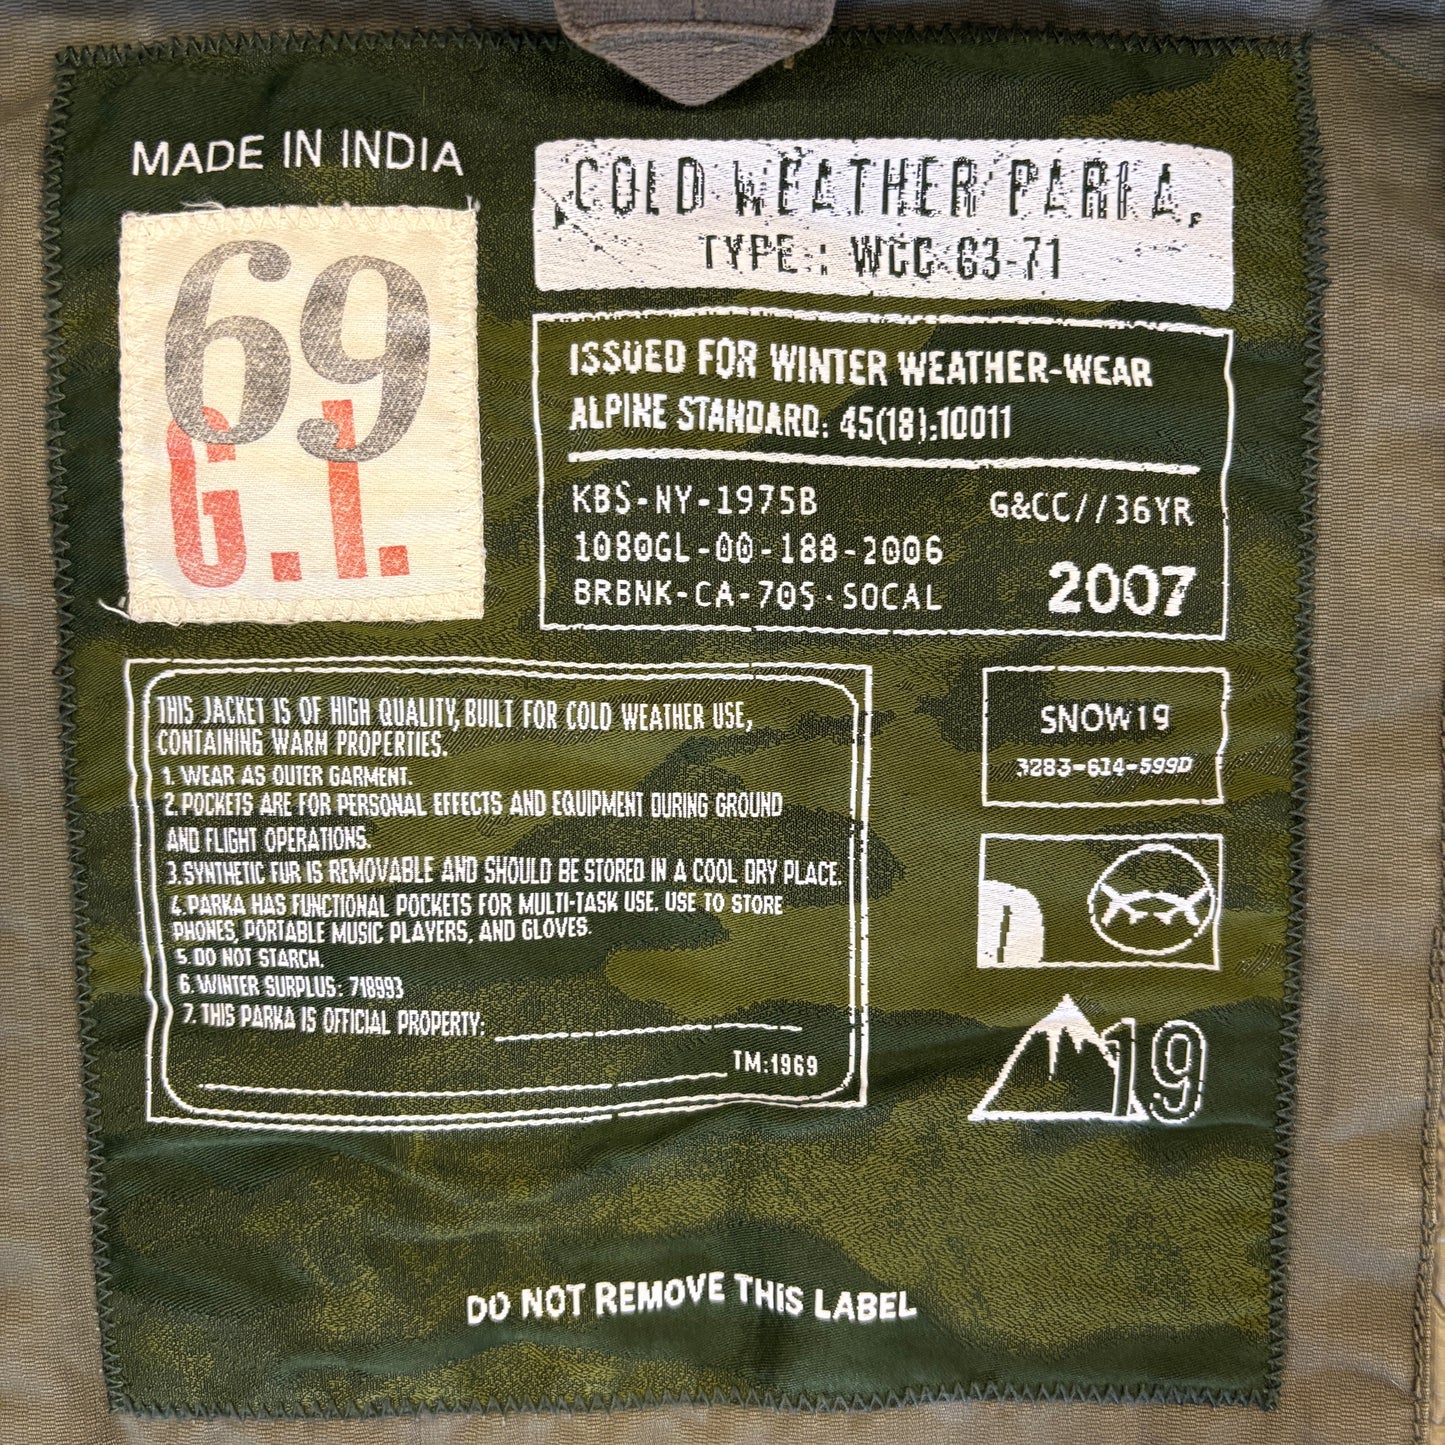 MADE IN INDIA
69
G.I.
COLD WEATHER PARKA,
TYPE : WCC-63-71
ISSUED FOR WINTER WEATHER-WEAR
ALPINE STANDARD: 45(18):10011
KBS-NY-1975B
G&CC//36YR
1080GL-00-188-2006
BRBNK-CA-70S·SOCAL
2007
THIS JACKET IS OF HIGH QUALITY, BUILT FOR COLD WEATHER USE,
CONTAINING WARM PROPERTIES.
1. WEAR AS OUTER GARMENT.
2. POCKETS ARE FOR PERSONAL EFFECTS AND EQUIPMENT DURING GROUND
AND FLIGHT OPERATIONS.
3. SYNTHETIC FUR IS REMOVABLE AND SHOULD BE STORED IN A COOL DRY PLACE.
4. PARKA HAS FUNCTIONAL POCKETS FOR MULTI-TASK USE. USE TO STORE
PHONES, PORTABLE MUSIC PLAYERS, AND GLOVES.
5. DO NOT STARCH.
6. WINTER SURPLUS: 718993
7. THIS PARKA IS OFFICIAL PROPERTY:
TM:1969
SNOW19
3283-614-599D
19
DO NOT REMOVE THIS LABEL